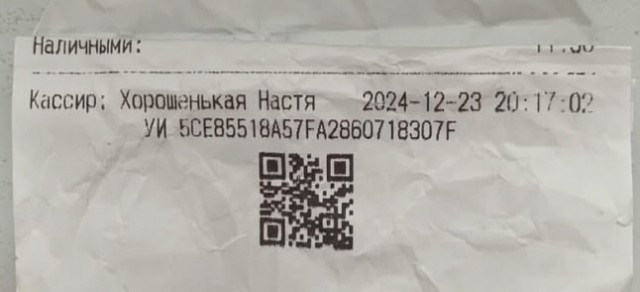 Наличными:
Кассир: Хорошенькая Настя 2024-12-23 20:17:02
УИ 5CE85518A57FA2860718307F